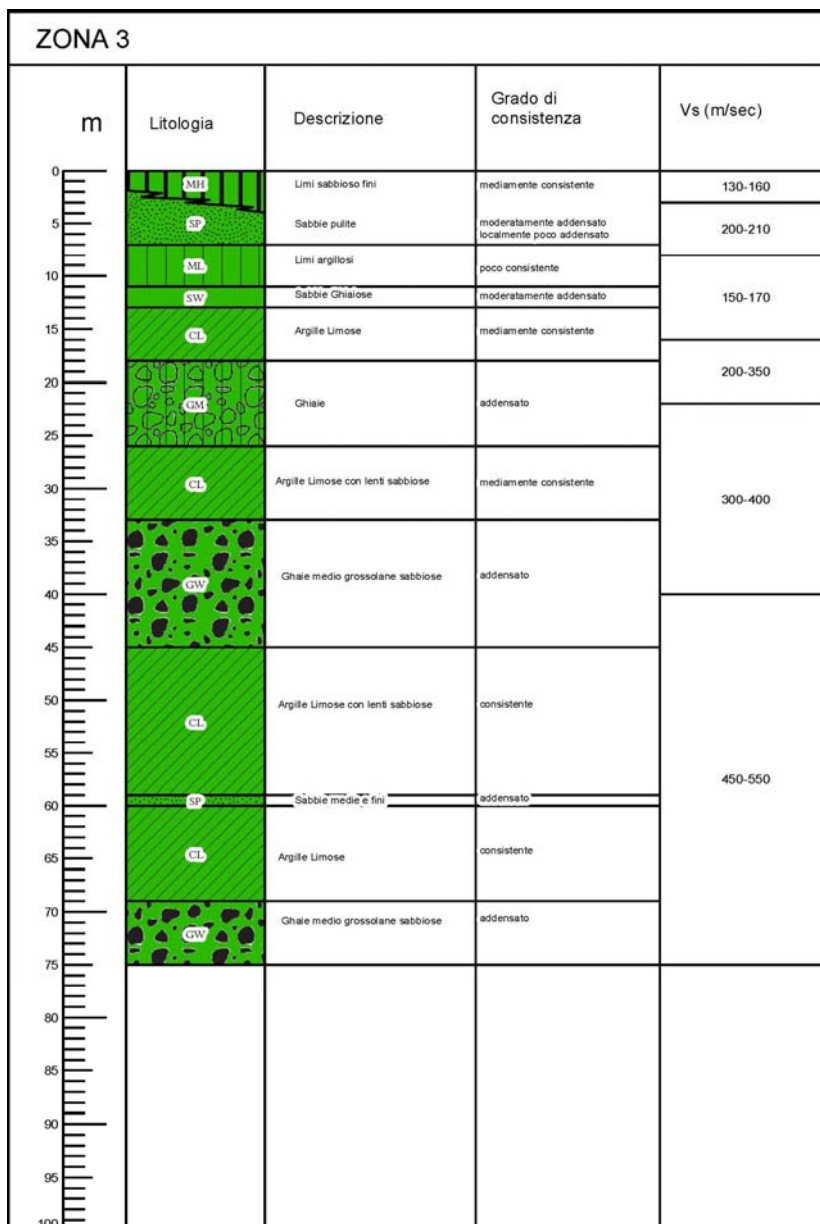 ZONA 3
m
Litologia
Descrizione
Grado di
consistenza
Vs (m/sec)
0
MH
Limi sabbioso fini
mediamente consistente
130-160
5
SP
Sabbie pulite
moderatamente addensato
localmente poco addensato
200-210
10
ML
Limi argillosi
poco consistente
SW
Sabbie Ghiaiose
moderatamente addensato
150-170
15
CL
Argille Limose
mediamente consistente
200-350
20
GM
Ghiaie
addensato
25
30
CL
Argille Limose con lenti sabbiose
mediamente consistente
300-400
35
GW
Ghaie medio grossolane sabbiose
addensato
40
45
50
CL
Argille Limose con lenti sabbiose
consistente
450-550
55
60
SP
Sabbie medie e fini
addensato
65
CL
Argille Limose
consistente
70
GW
Ghaie medio grossolane sabbiose
addensato
75
80
85
90
95
100